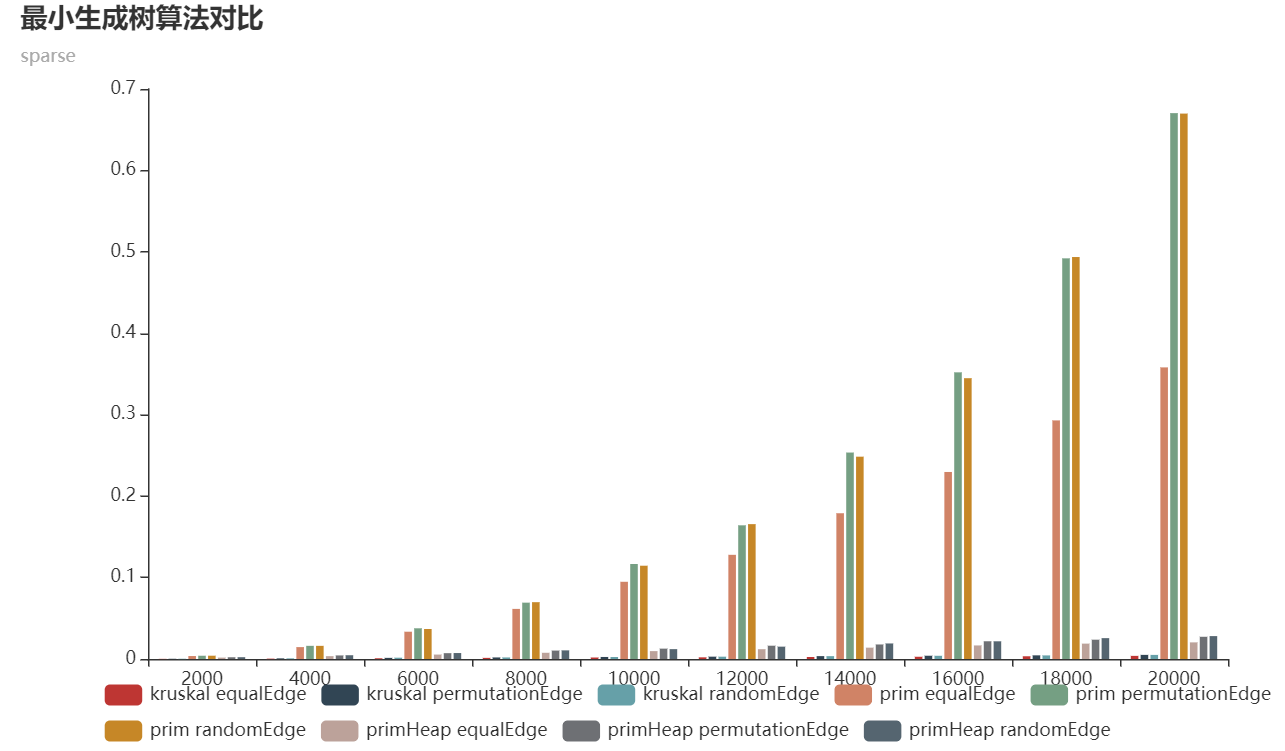 最小生成树算法对比
sparse
0.7
0.6
0.5
0.4
0.3
0.2
0.1
0
2000 4000 6000 8000 10000 12000 14000 16000 18000 20000
kruskal equalEdge kruskal permutationEdge kruskal randomEdge prim equalEdge prim permutationEdge
prim randomEdge primHeap equalEdge primHeap permutationEdge primHeap randomEdge